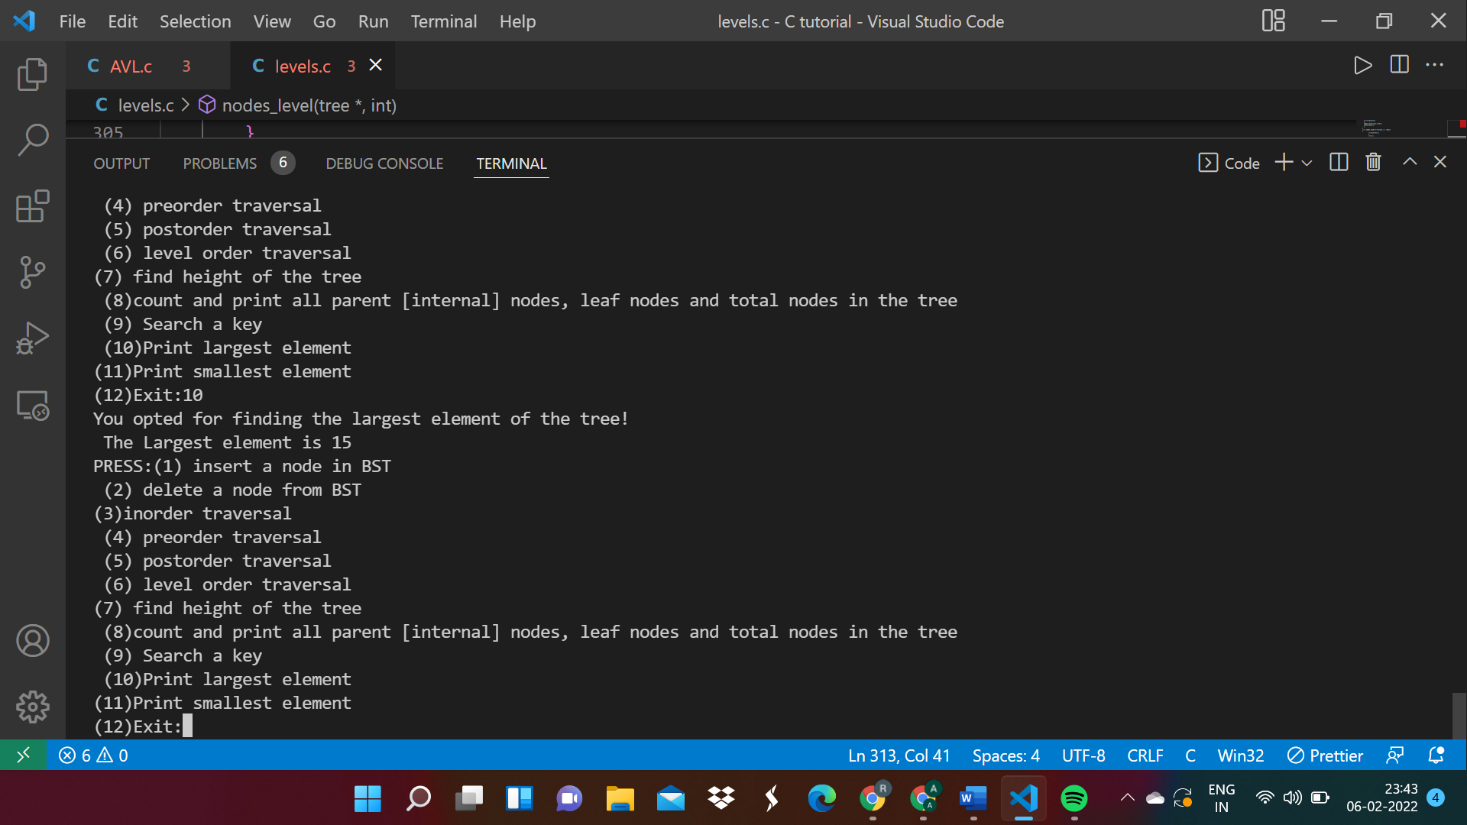 File Edit Selection View Go Run Terminal Help levels.c - C tutorial - Visual Studio Code
C AVL.c 3 C levels.c 3
C levels.c > nodes_level(tree *, int)
305 }
OUTPUT PROBLEMS 6 DEBUG CONSOLE TERMINAL Code
(4) preorder traversal
(5) postorder traversal
(6) level order traversal
(7) find height of the tree
(8)count and print all parent [internal] nodes, leaf nodes and total nodes in the tree
(9) Search a key
(10)Print largest element
(11)Print smallest element
(12)Exit:10
You opted for finding the largest element of the tree!
The Largest element is 15
PRESS:(1) insert a node in BST
(2) delete a node from BST
(3)inorder traversal
(4) preorder traversal
(5) postorder traversal
(6) level order traversal
(7) find height of the tree
(8)count and print all parent [internal] nodes, leaf nodes and total nodes in the tree
(9) Search a key
(10)Print largest element
(11)Print smallest element
(12)Exit:
6 0 Ln 313, Col 41 Spaces: 4 UTF-8 CRLF C Win32 Prettier
R A A W ENG IN 23:43 06-02-2022 4